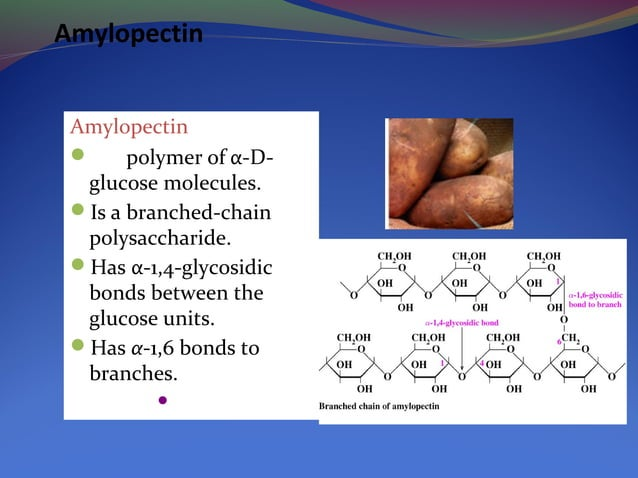 Amylopectin
Amylopectin
• polymer of α-D-
glucose molecules.
• Is a branched-chain
polysaccharide.
• Has α-1,4-glycosidic
bonds between the
glucose units.
• Has α-1,6 bonds to
branches.
•
CH₂OH CH₂OH CH₂OH
O O O
OH OH OH 1 α-1,6-glycosidic
bond to branch
O O O
OH OH OH
α-1,4-glycosidic bond O
CH₂OH CH₂OH CH₂OH 6 CH₂
O O O O
OH OH 1 4 OH OH
O O O O
OH OH OH OH
Branched chain of amylopectin